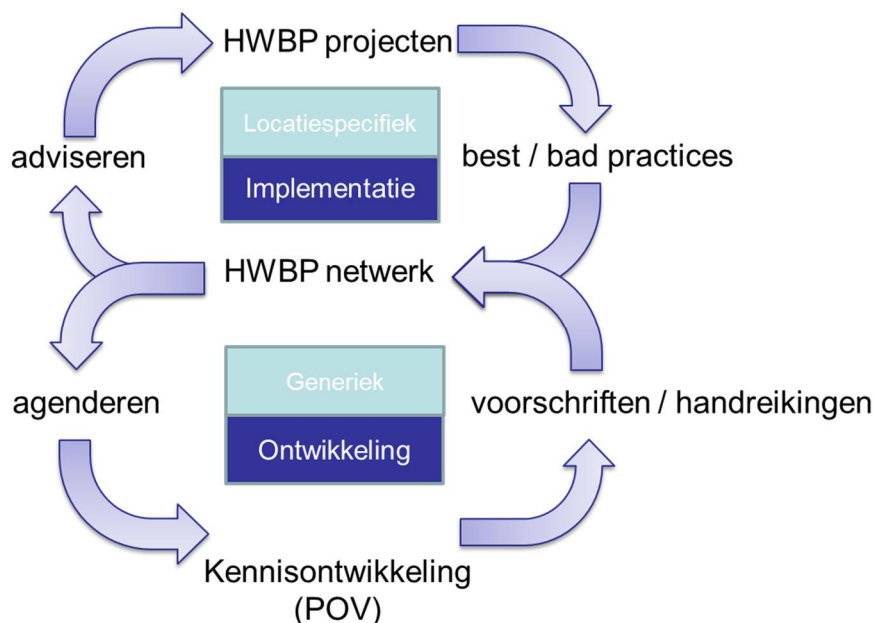 HWBP projecten
Locatiespecifiek
adviseren
best / bad practices
Implementatie
HWBP netwerk
Generiek
agenderen
voorschriften / handreikingen
Ontwikkeling
Kennisontwikkeling
(POV)